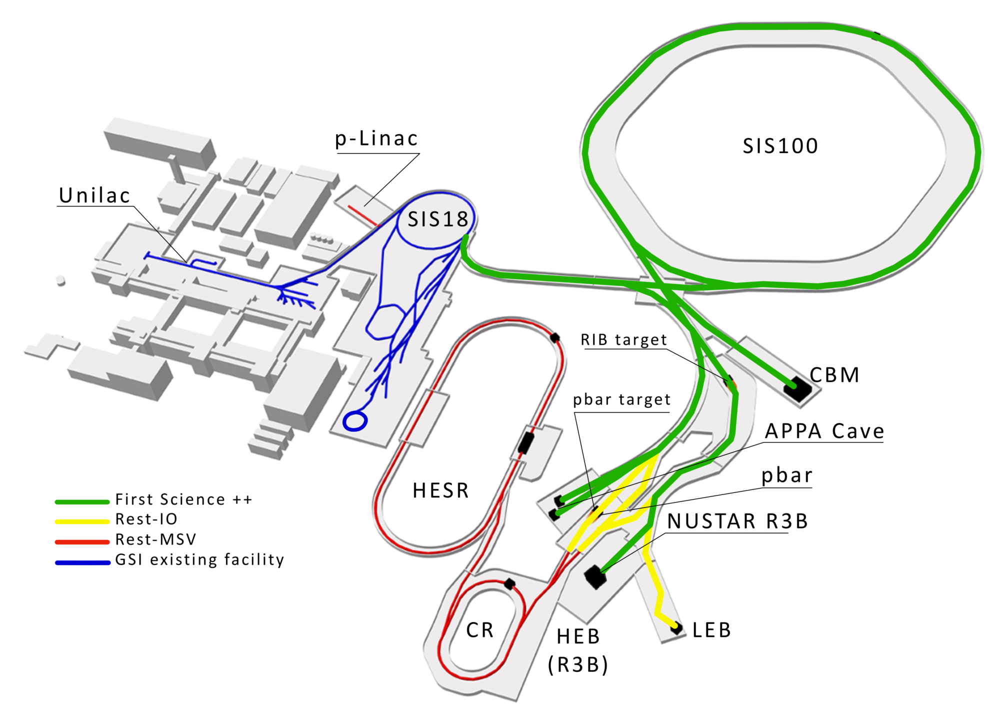 SIS100
p-Linac
Unilac
SIS18
RIB target
CBM
pbar target
APPA Cave
pbar
HESR
First Science ++
Rest-IO
Rest-MSV
GSI existing facility
NUSTAR R3B
CR
HEB
(R3B)
LEB